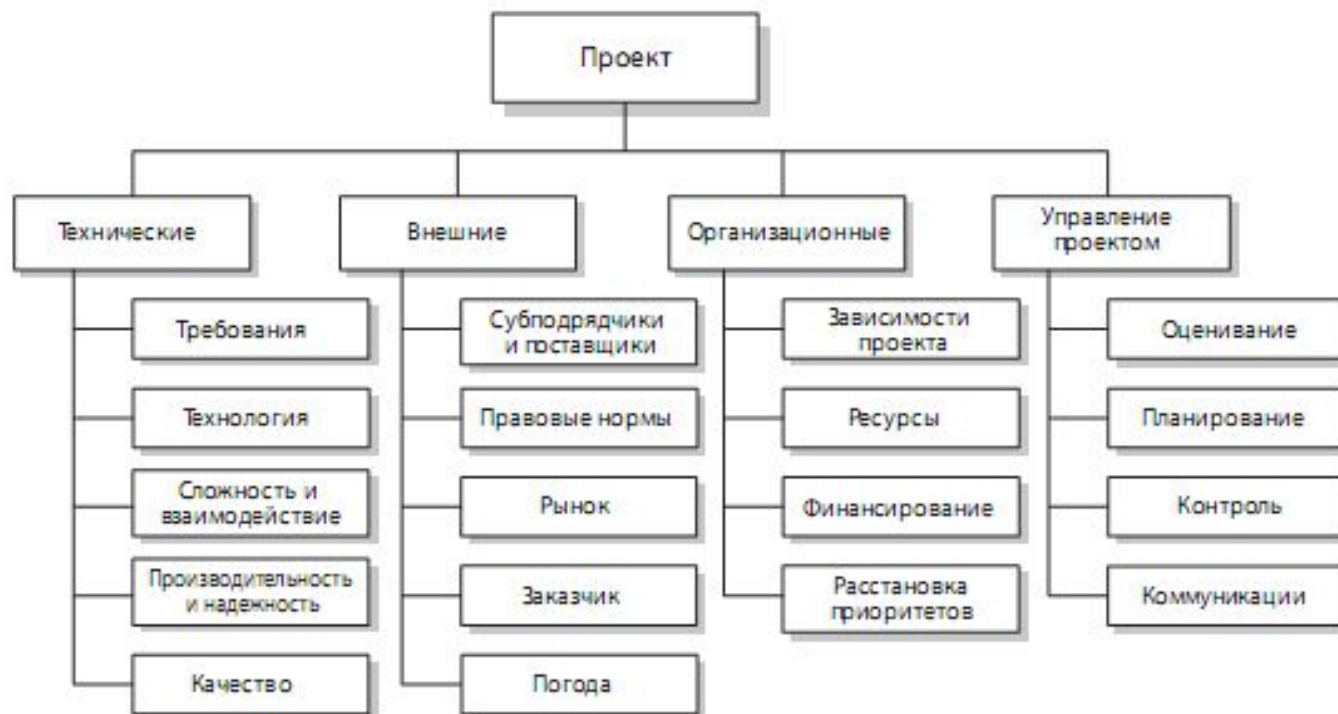 Проект
Технические
Внешние
Организационные
Управление
проектом
Требования
Субподрядчики
и поставщики
Зависимости
проекта
Оценивание
Технология
Правовые нормы
Ресурсы
Планирование
Сложность и
взаимодействие
Рынок
Финансирование
Контроль
Производительность
и надежность
Заказчик
Расстановка
приоритетов
Коммуникации
Качество
Погода